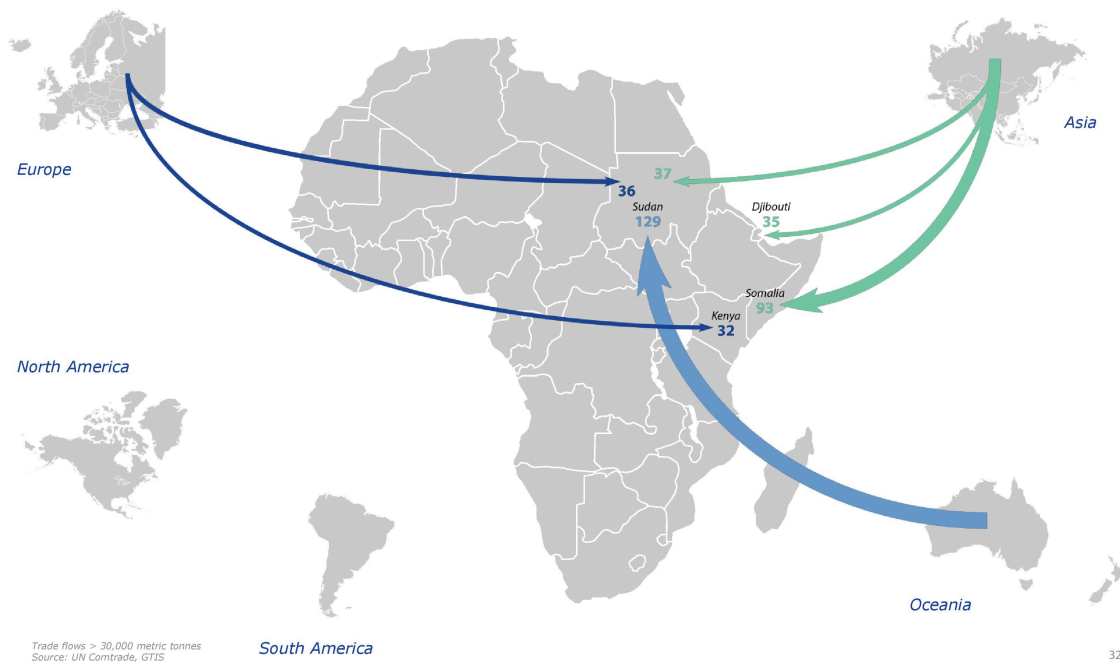 Europe
Asia
37
36
Sudan
129
Djibouti
35
Somalia
93
Kenya
32
North America
Oceania
South America
Trade flows > 30,000 metric tonnes
Source: UN Comtrade, GTIS
32